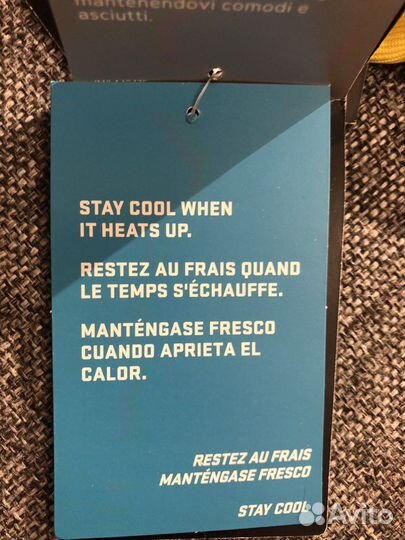 mantenendovi comodi e
asciutti.
STAY COOL WHEN
IT HEATS UP.
RESTEZ AU FRAIS QUAND
LE TEMPS S'ÉCHAUFFE.
MANTÉNGASE FRESCO
CUANDO APRIETA EL
CALOR.
RESTEZ AU FRAIS
MANTÉNGASE FRESCO
STAY COOL
Avito